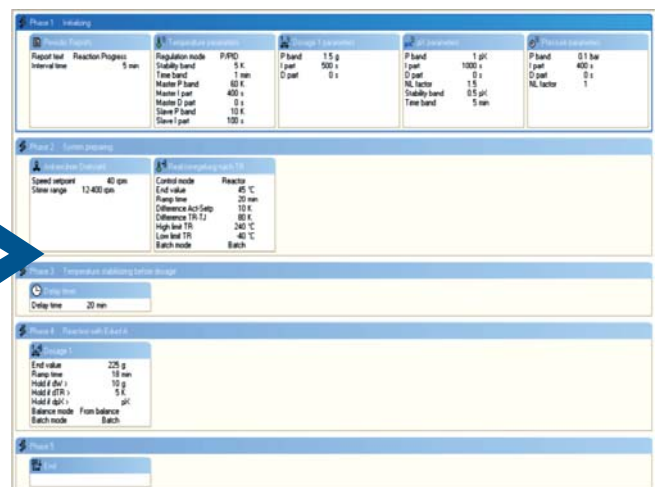 Phase 1 Initializing
Periodic Reports
Report text Reaction Progress
Interval time 5 min
Temperature parameters
Regulation mode P/PID
Stability band 5 K
Time band 1 min
Master P band 60 K
Master I part 400 s
Master D part 0 s
Slave P band 10 K
Slave I part 100 s
Dosage 1 parameters
P band 1.5 g
I part 500 s
D part 0 s
pH parameters
P band 1 pH
I part 1000 s
D part 0 s
NL factor 1.5
Stability band 0.5 pH
Time band 5 min
Pressure parameters
P band 0.1 bar
I part 400 s
D part 0 s
NL factor 1
Phase 2 System preparing
Speed setpoint 40 rpm
Stirrer range 12-400 rpm
Control mode Reactor
End value 45 °C
Ramp time 20 min
Difference Act-Setp 10 K
Difference TR-TJ 80 K
High limit TR 240 °C
Low limit TR -40 °C
Batch mode Batch
Phase 3 Temperature stabilizing before dosage
Delay time
Delay time 20 min
Phase 4 Reaction with Educt A
Dosage 1
End value 225 g
Ramp time 18 min
Hold if dW > 10 g
Hold if dTR > 5 K
Hold if dpH > pH
Balance mode From balance
Batch mode Batch
Phase 5
End